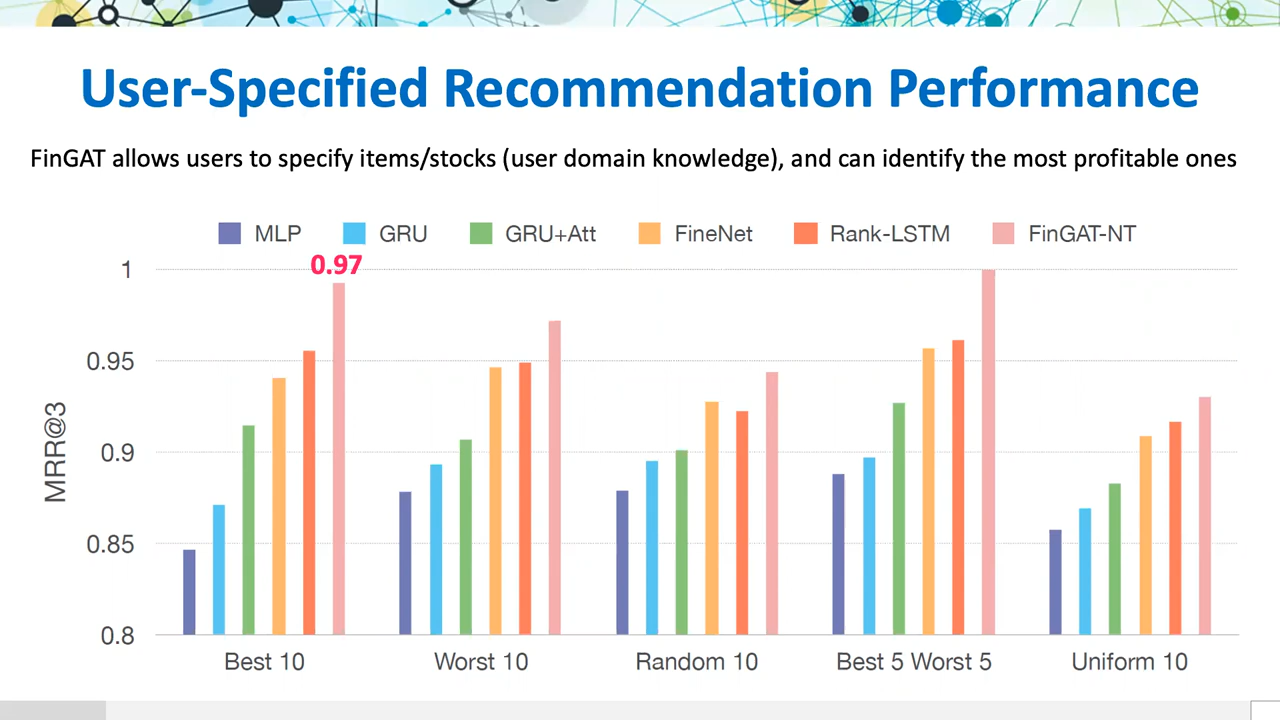 User-Specified Recommendation Performance
FinGAT allows users to specify items/stocks (user domain knowledge), and can identify the most profitable ones
MLP GRU GRU+Att FineNet Rank-LSTM FinGAT-NT
0.97
1
0.95
0.9
0.85
0.8
MRR@3
Best 10 Worst 10 Random 10 Best 5 Worst 5 Uniform 10